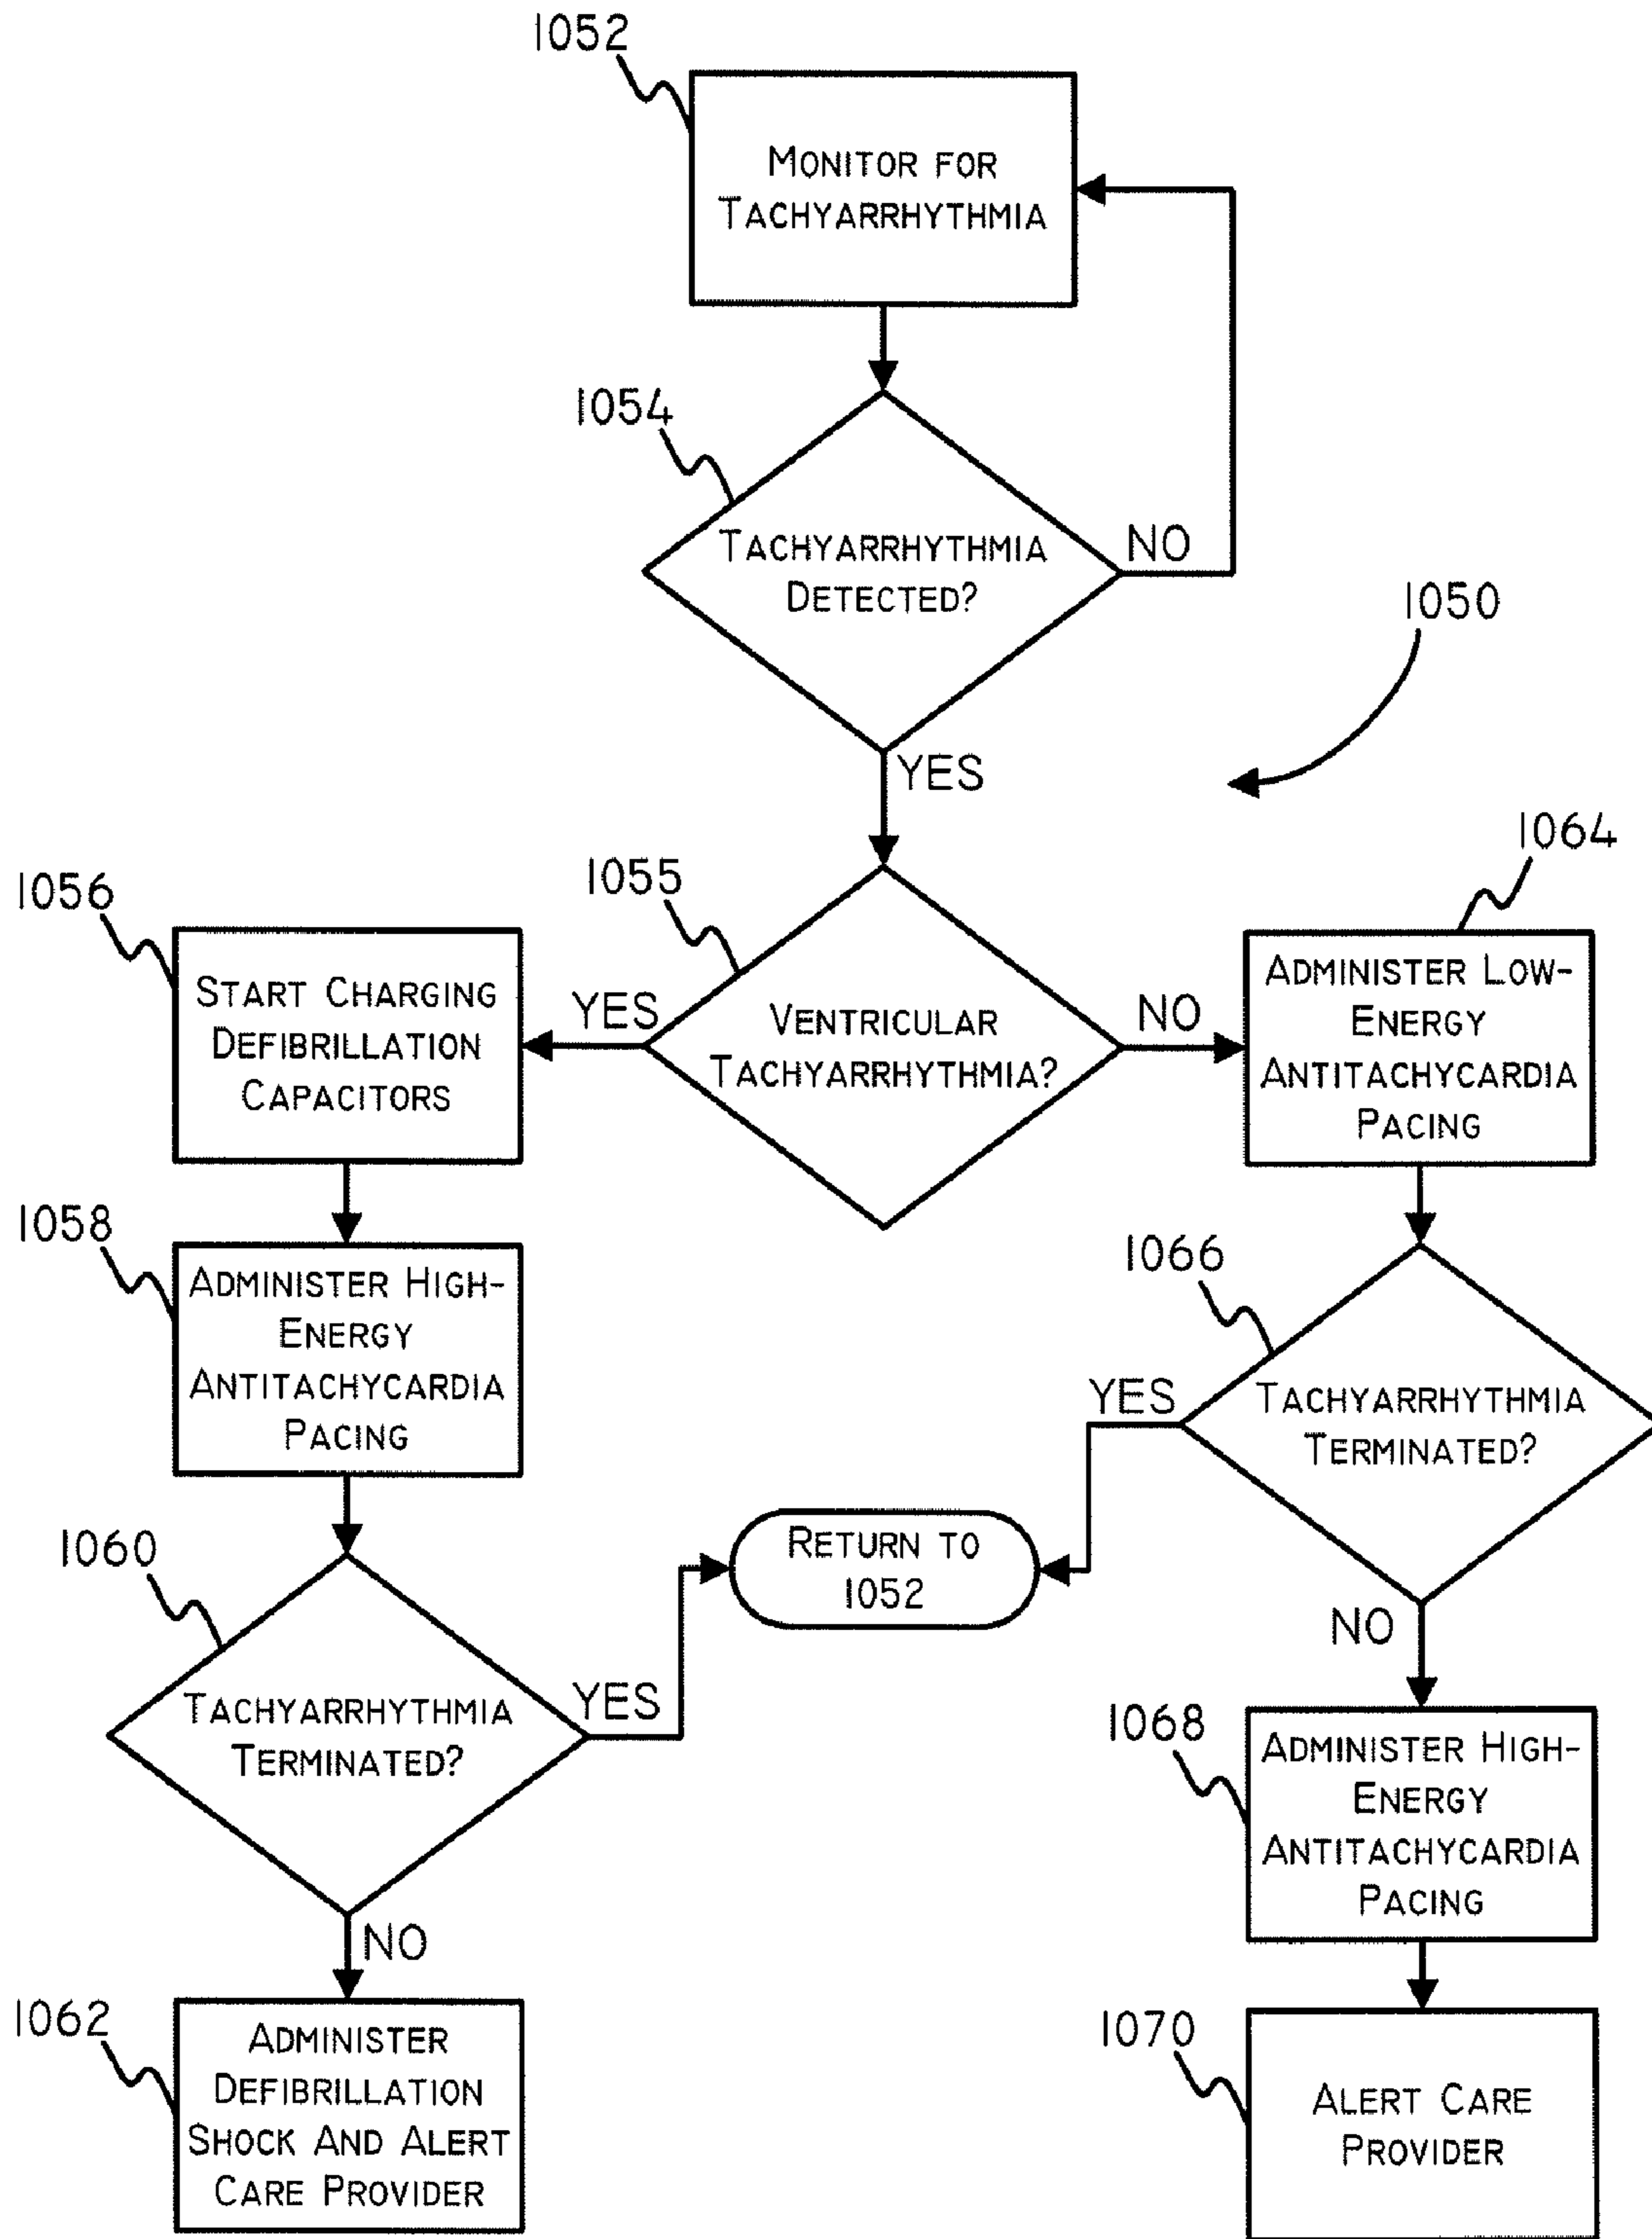 1052
MONITOR FOR
TACHYARRHYTHMIA
1054
TACHYARRHYTHMIA
DETECTED?
NO
1050
YES
1055
VENTRICULAR
TACHYARRHYTHMIA?
YES
NO
1056
START CHARGING
DEFIBRILLATION
CAPACITORS
1064
ADMINISTER LOW-
ENERGY
ANTITACHYCARDIA
PACING
1058
ADMINISTER HIGH-
ENERGY
ANTITACHYCARDIA
PACING
1066
TACHYARRHYTHMIA
TERMINATED?
YES
NO
RETURN TO
1052
1060
TACHYARRHYTHMIA
TERMINATED?
YES
NO
1068
ADMINISTER HIGH-
ENERGY
ANTITACHYCARDIA
PACING
1062
ADMINISTER
DEFIBRILLATION
SHOCK AND ALERT
CARE PROVIDER
1070
ALERT CARE
PROVIDER